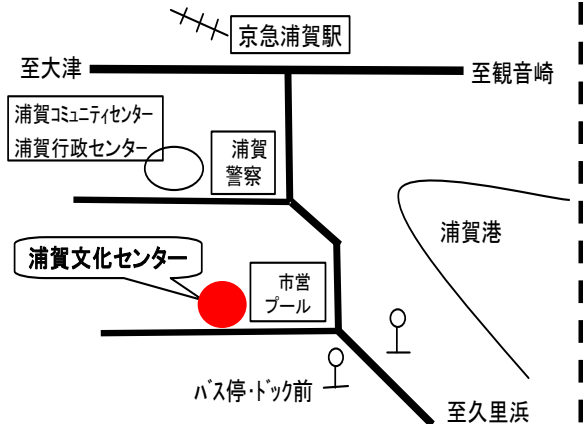 京急浦賀駅
至大津
至観音崎
浦賀コミュニティセンター
浦賀行政センター
浦賀
警察
浦賀港
浦賀文化センター
市営
プール
バス停・ドック前
至久里浜